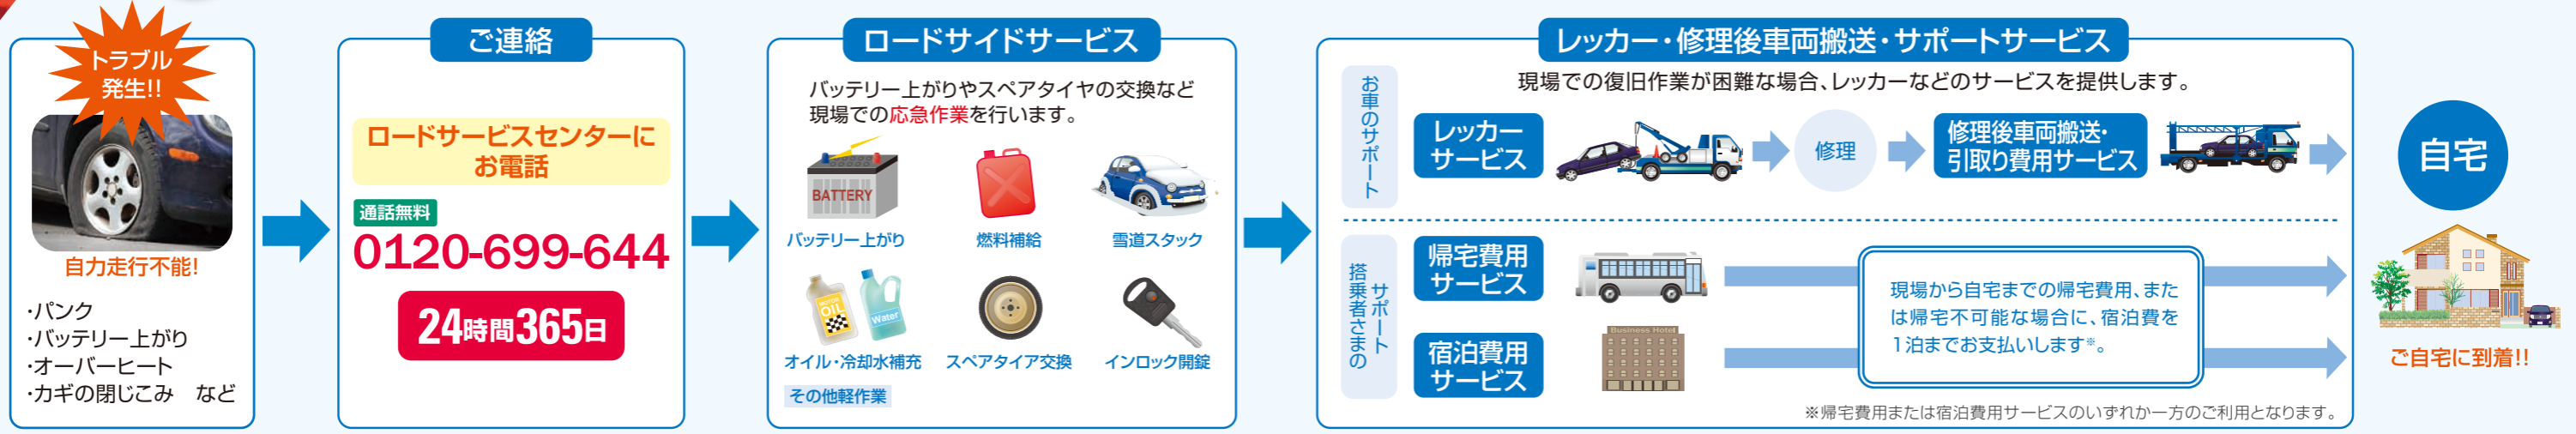 トラブル
発生!!
自力走行不能!
・パンク
・バッテリー上がり
・オーバーヒート
・カギの閉じこみ　など
ご連絡
ロードサービスセンターに
お電話
通話無料
0120-699-644
24時間365日
ロードサイドサービス
バッテリー上がりやスペアタイヤの交換など
現場での応急作業を行います。
BATTERY
バッテリー上がり
燃料補給
雪道スタック
MOTOR
OIL
Water
オイル・冷却水補充
スペアタイア交換
インロック開錠
その他軽作業
レッカー・修理後車両搬送・サポートサービス
お車のサポート
現場での復旧作業が困難な場合、レッカーなどのサービスを提供します。
レッカー
サービス
修理
修理後車両搬送・
引取り費用サービス
搭乗者さまの
サポート
帰宅費用
サービス
宿泊費用
サービス
Business Hotel
現場から自宅までの帰宅費用、また
は帰宅不可能な場合に、宿泊費を
1泊までお支払いします※。
※帰宅費用または宿泊費用サービスのいずれか一方のご利用となります。
自宅
ご自宅に到着!!